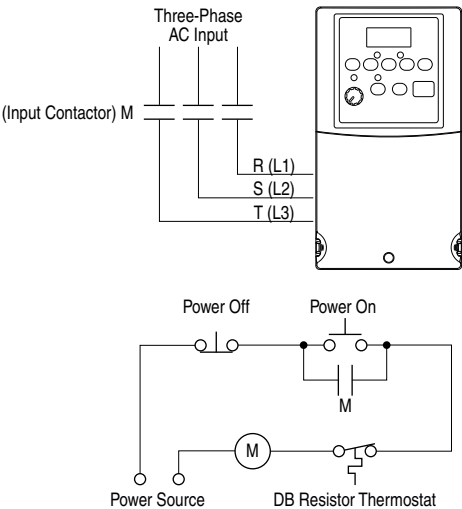 Three-Phase
AC Input
(Input Contactor) M
R (L1)
S (L2)
T (L3)
Power Off
Power On
M
M
Power Source
DB Resistor Thermostat